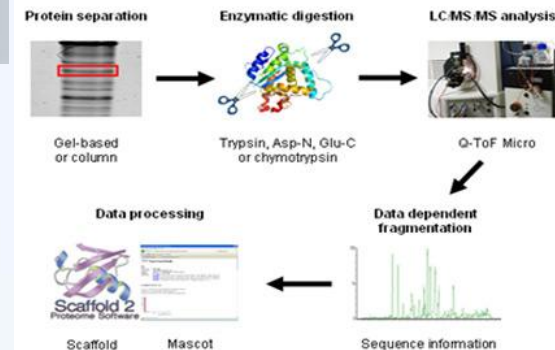 Protein separation
Enzymatic digestion
LC/MS/MS analysis
Gel-based
or column
Trypsin, Asp-N, Glu-C
or chymotrypsin
Q-ToF Micro
Data processing
Data dependent
fragmentation
Scaffold 2
Proteome Software
Scaffold
Mascot
Sequence information